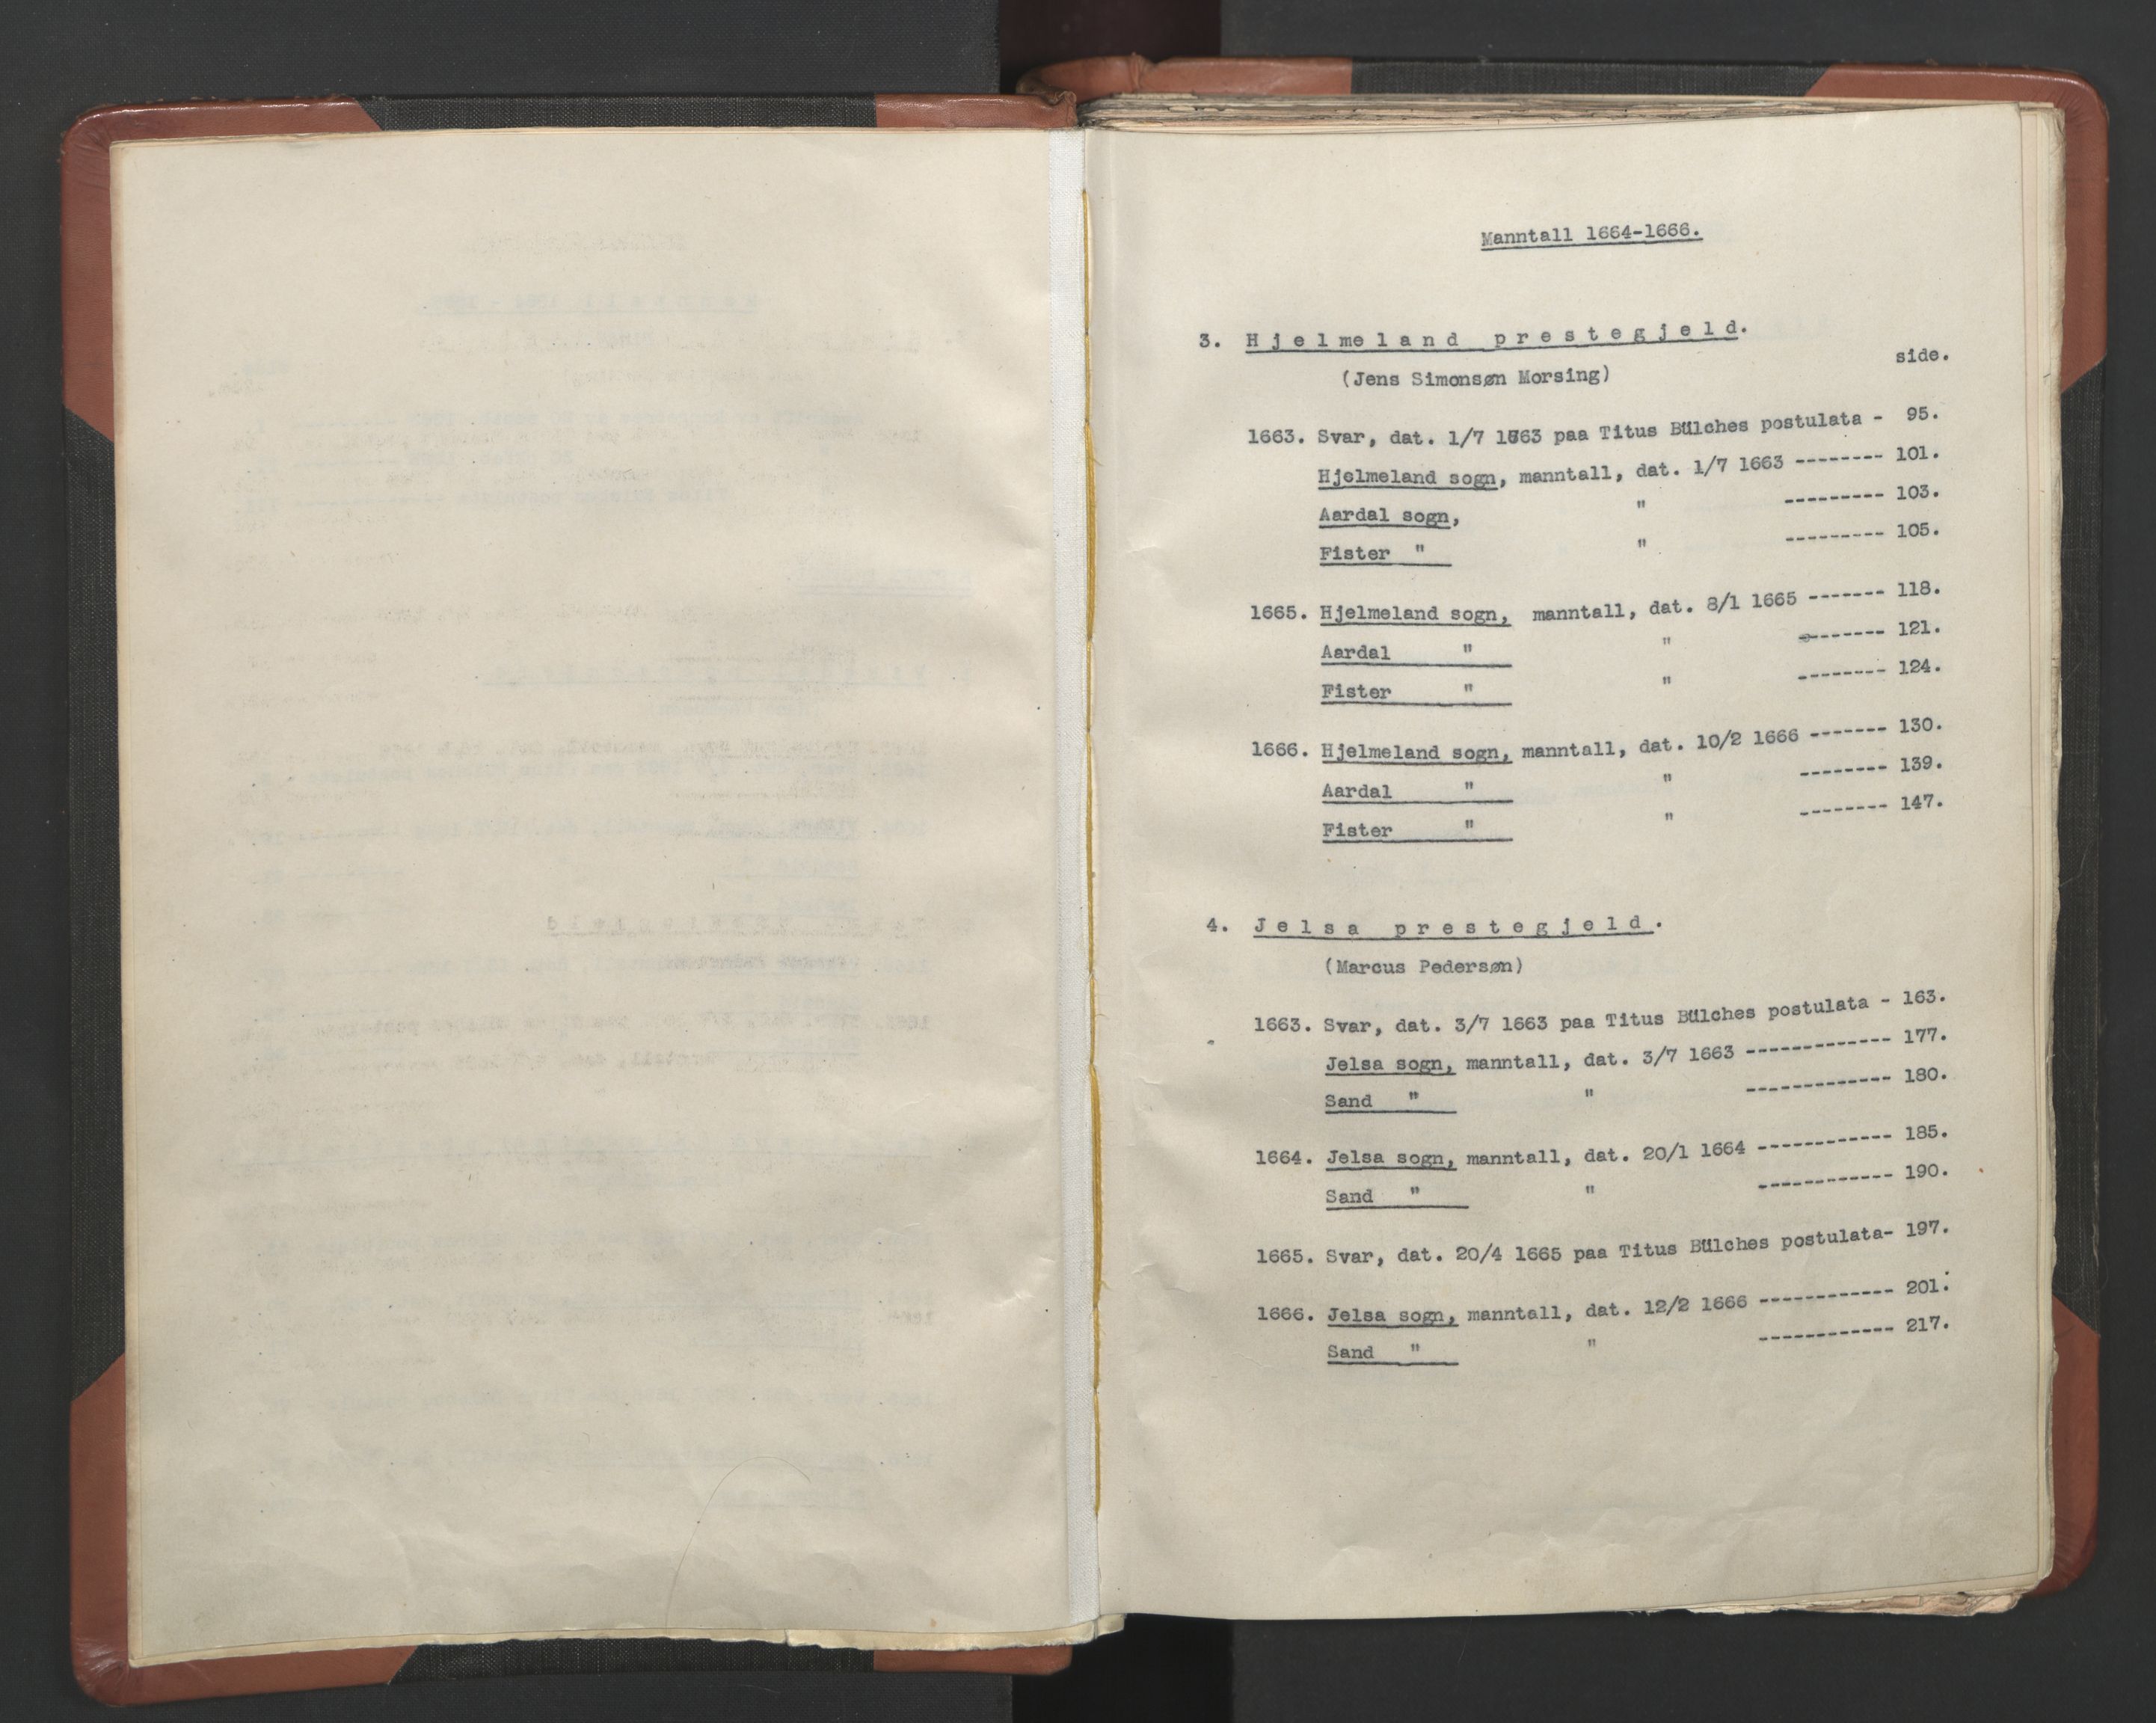 Manntall 1664-1666.
3. Hjelmeland prestegjeld.
side.
(Jens Simonsøn Morsing)
1663. Svar, dat. 1/7 1663 paa Titus Bülches postulata - 95.
Hjelmeland sogn, manntall, dat. 1/7 1663 -------- 101.
Aardal sogn, " --------- 103.
Fister " " --------- 105.
1665. Hjelmeland sogn, manntall, dat. 8/1 1665 ------- 118.
Aardal " " -------- 121.
Fister " " -------- 124.
1666. Hjelmeland sogn, manntall, dat. 10/2 1666 ------- 130.
Aardal " " -------- 139.
Fister " " -------- 147.
4. Jelsa prestegjeld.
(Marcus Pedersøn)
1663. Svar, dat. 3/7 1663 paa Titus Bülches postulata - 163.
Jelsa sogn, manntall, dat. 3/7 1663 ------------- 177.
Sand " " ------------- 180.
1664. Jelsa sogn, manntall, dat. 20/1 1664 ------------ 185.
Sand " " ------------ 190.
1665. Svar, dat. 20/4 1665 paa Titus Bülches postulata- 197.
1666. Jelsa sogn, manntall, dat. 12/2 1666 ------------ 201.
Sand " " ------------ 217.